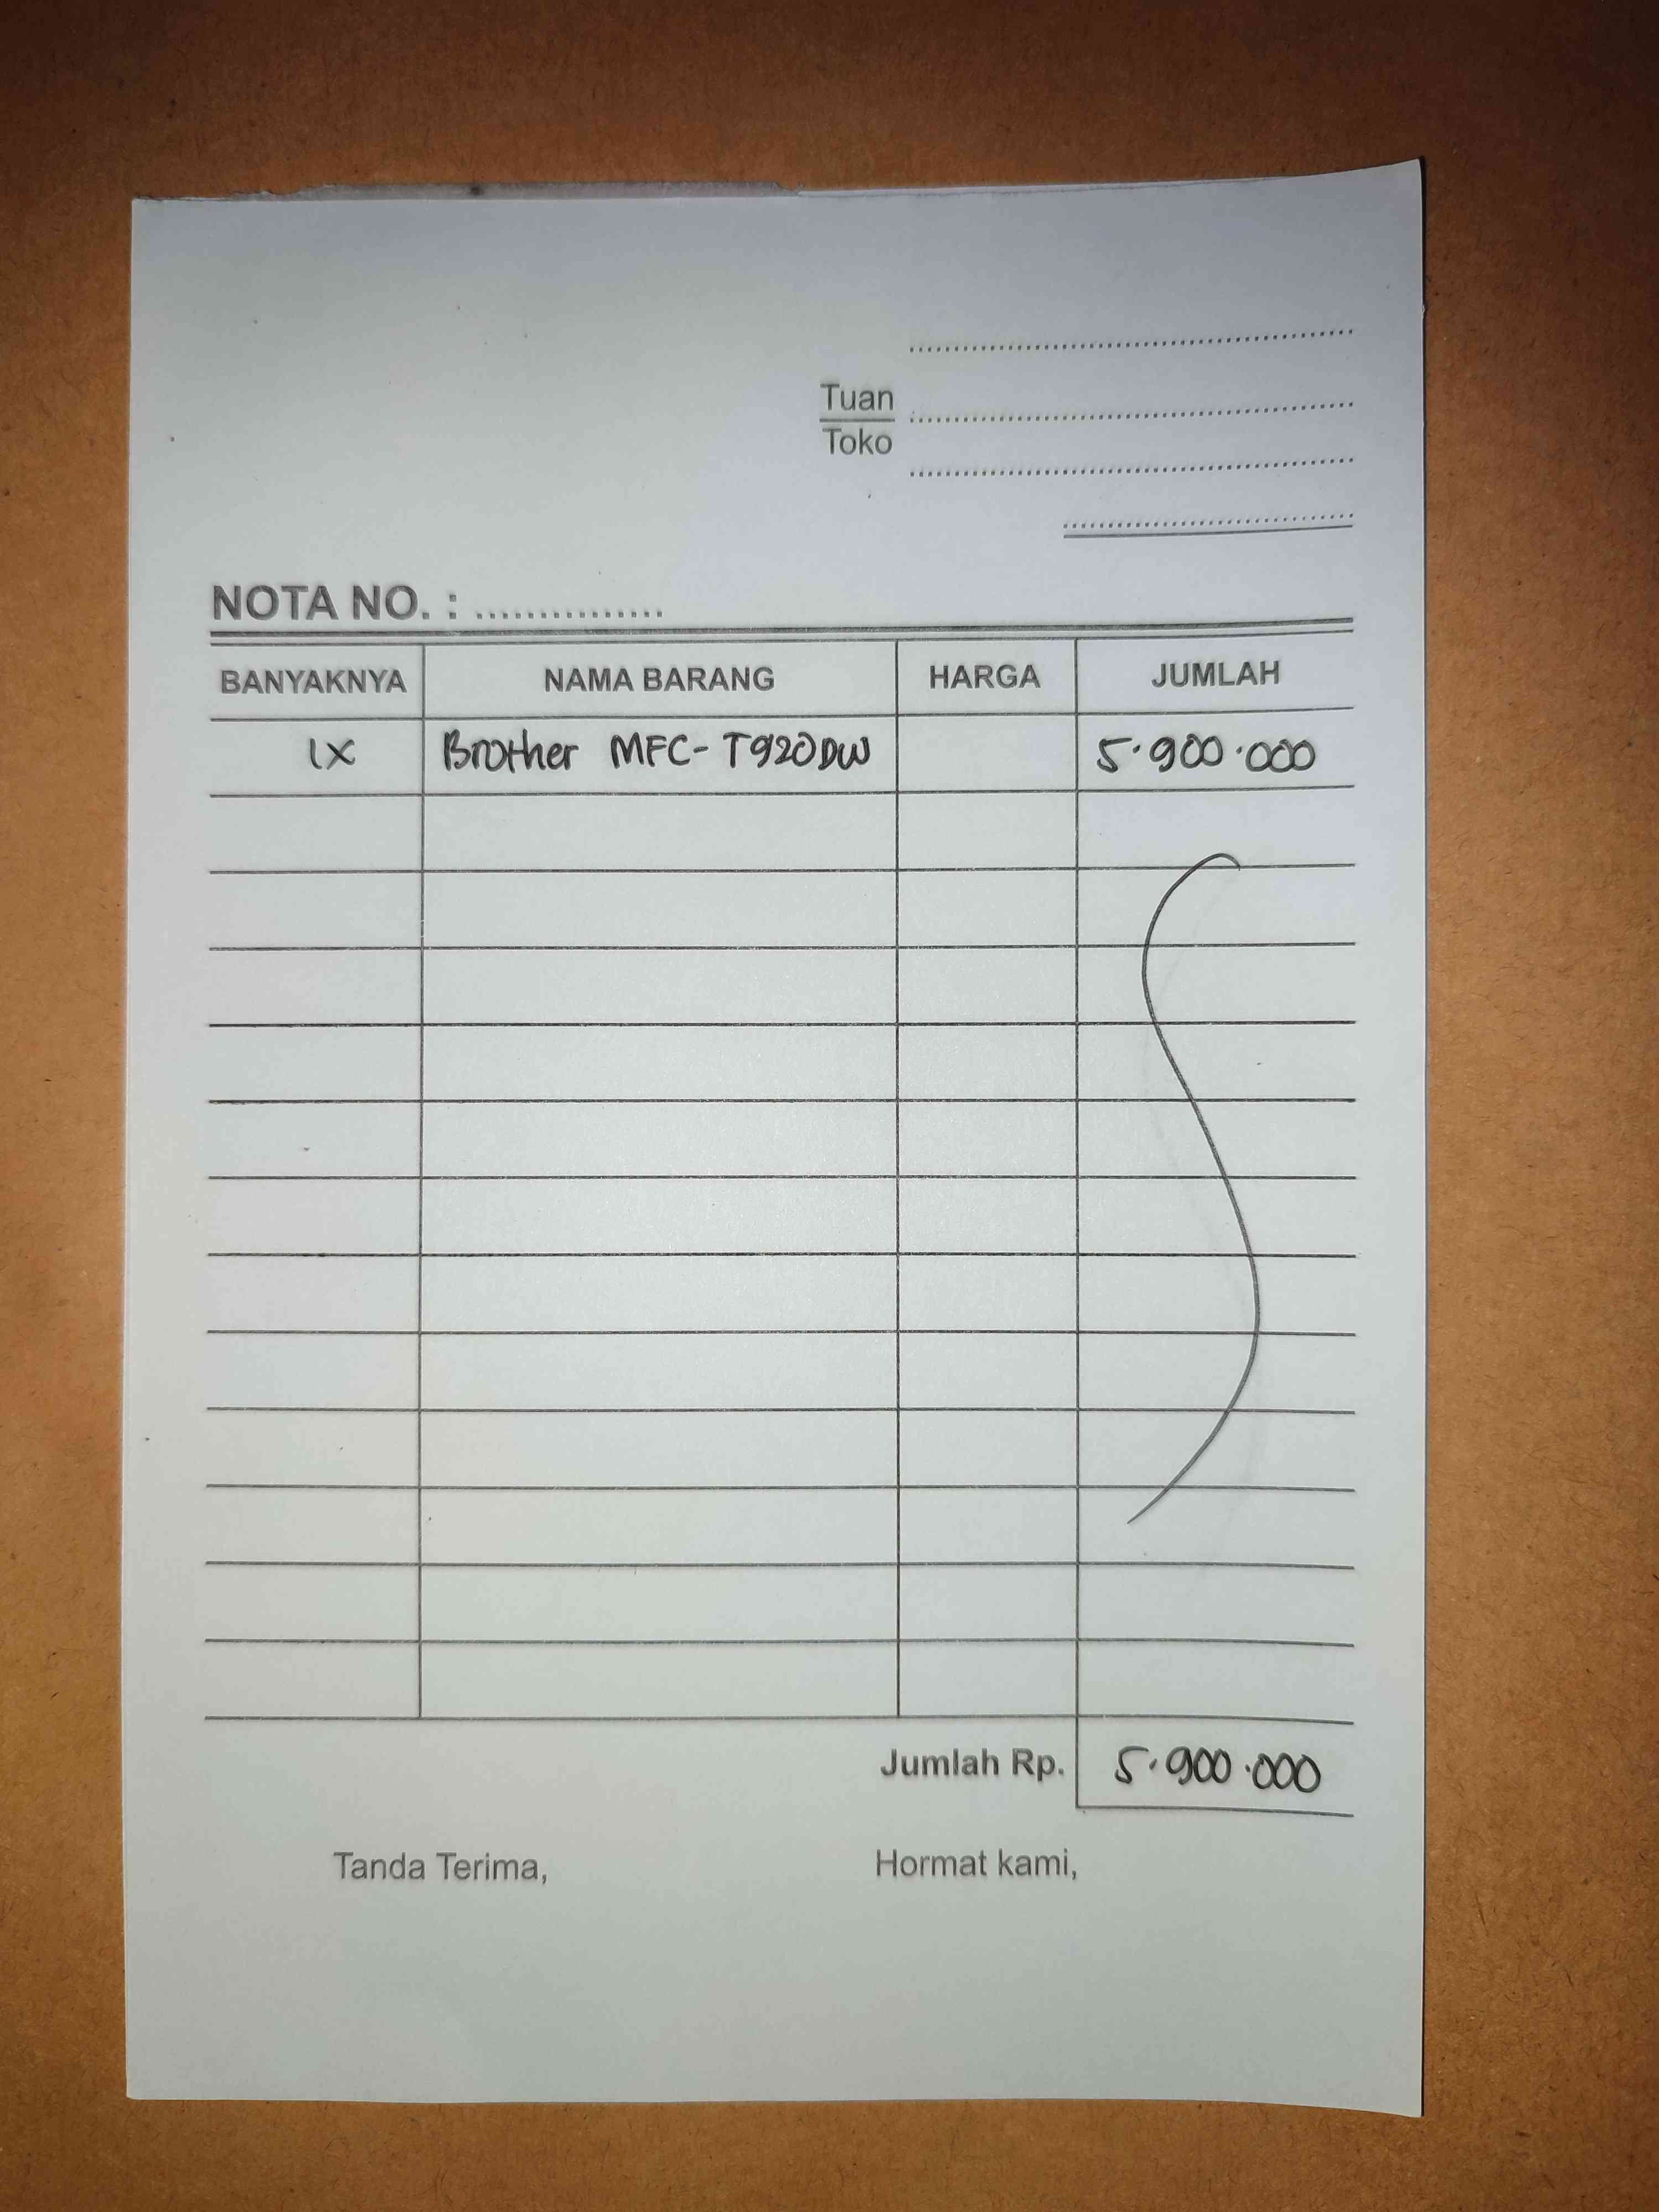 Tuan
Toko
NOTA NO. : ...............
BANYAKNYA NAMA BARANG HARGA JUMLAH
1X Brother MFC-T920DW 5.900.000
Jumlah Rp. 5.900.000
Tanda Terima, Hormat kami,